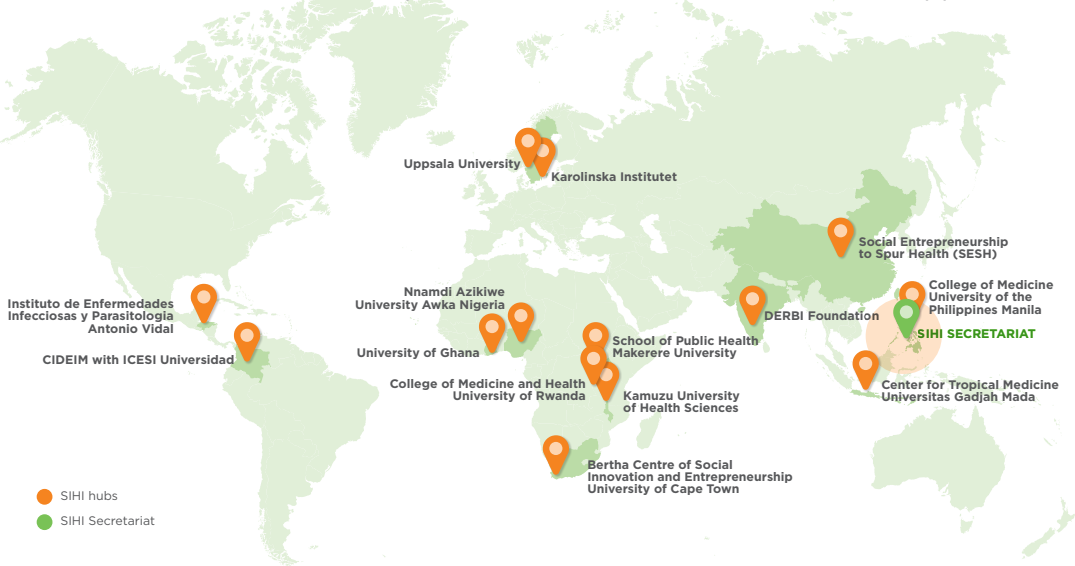 Uppsala University
Karolinska Institutet
Social Entrepreneurship
to Spur Health (SESH)
College of Medicine
University of the
Philippines Manila
SIHI SECRETARIAT
DERBI Foundation
Nnamdi Azikiwe
University Awka Nigeria
Instituto de Enfermedades
Infecciosas y Parasitologia
Antonio Vidal
CIDEIM with ICESI Universidad
University of Ghana
School of Public Health
Makerere University
College of Medicine and Health
University of Rwanda
Kamuzu University
of Health Sciences
Center for Tropical Medicine
Universitas Gadjah Mada
Bertha Centre of Social
Innovation and Entrepreneurship
University of Cape Town
SIHI hubs
SIHI Secretariat